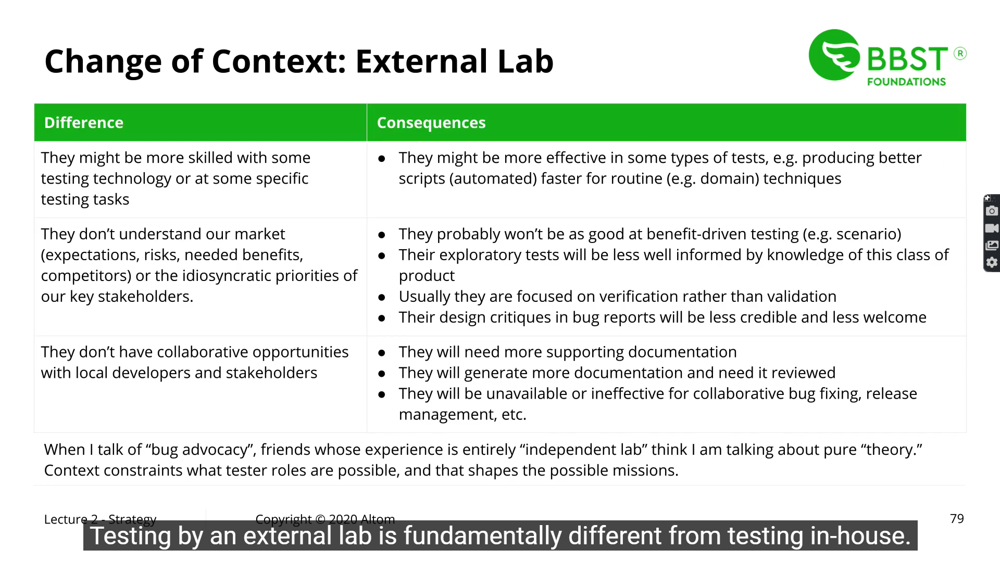 Change of Context: External Lab
BBST ®
FOUNDATIONS
Difference
Consequences
They might be more skilled with some
testing technology or at some specific
testing tasks
● They might be more effective in some types of tests, e.g. producing better
scripts (automated) faster for routine (e.g. domain) techniques
They don’t understand our market
(expectations, risks, needed benefits,
competitors) or the idiosyncratic priorities of
our key stakeholders.
● They probably won’t be as good at benefit-driven testing (e.g. scenario)
● Their exploratory tests will be less well informed by knowledge of this class of
product
● Usually they are focused on verification rather than validation
● Their design critiques in bug reports will be less credible and less welcome
They don’t have collaborative opportunities
with local developers and stakeholders
● They will need more supporting documentation
● They will generate more documentation and need it reviewed
● They will be unavailable or ineffective for collaborative bug fixing, release
management, etc.
When I talk of “bug advocacy”, friends whose experience is entirely “independent lab” think I am talking about pure “theory.”
Context constraints what tester roles are possible, and that shapes the possible missions.
Lecture 2 - Strategy
Copyright © 2020 Altom
79
Testing by an external lab is fundamentally different from testing in-house.